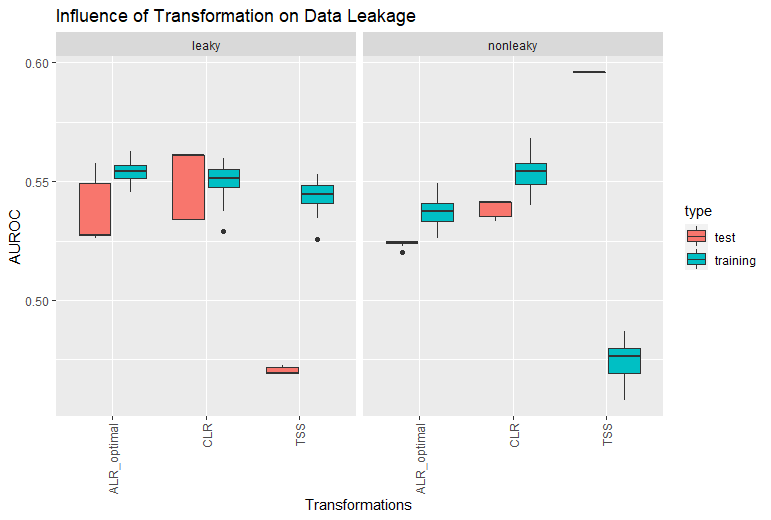 Influence of Transformation on Data Leakage
leaky
nonleaky
0.60
0.55
0.50
AUROC
ALR_optimal
CLR
TSS
ALR_optimal
CLR
TSS
Transformations
type
test
training